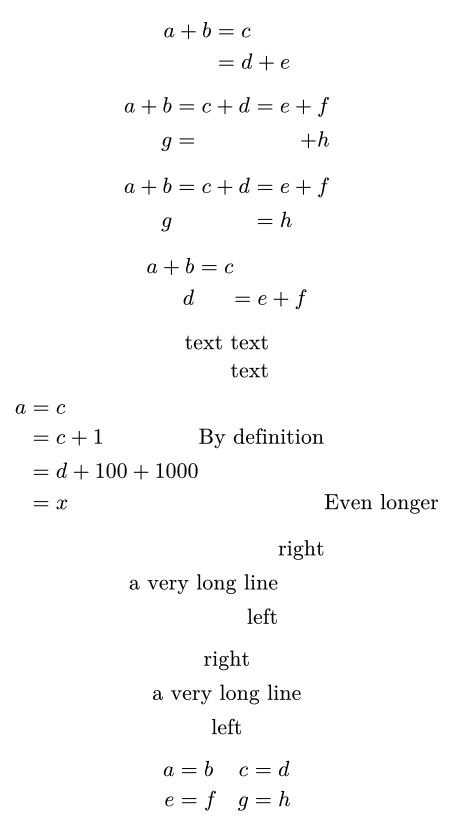 a + b = c
= d + e
a + b = c + d = e + f
g = +h
a + b = c + d = e + f
g = h
a + b = c
d = e + f
text text
text
a = c
= c + 1 By definition
= d + 100 + 1000
= x Even longer
right
a very long line
left
right
a very long line
left
a = b c = d
e = f g = h